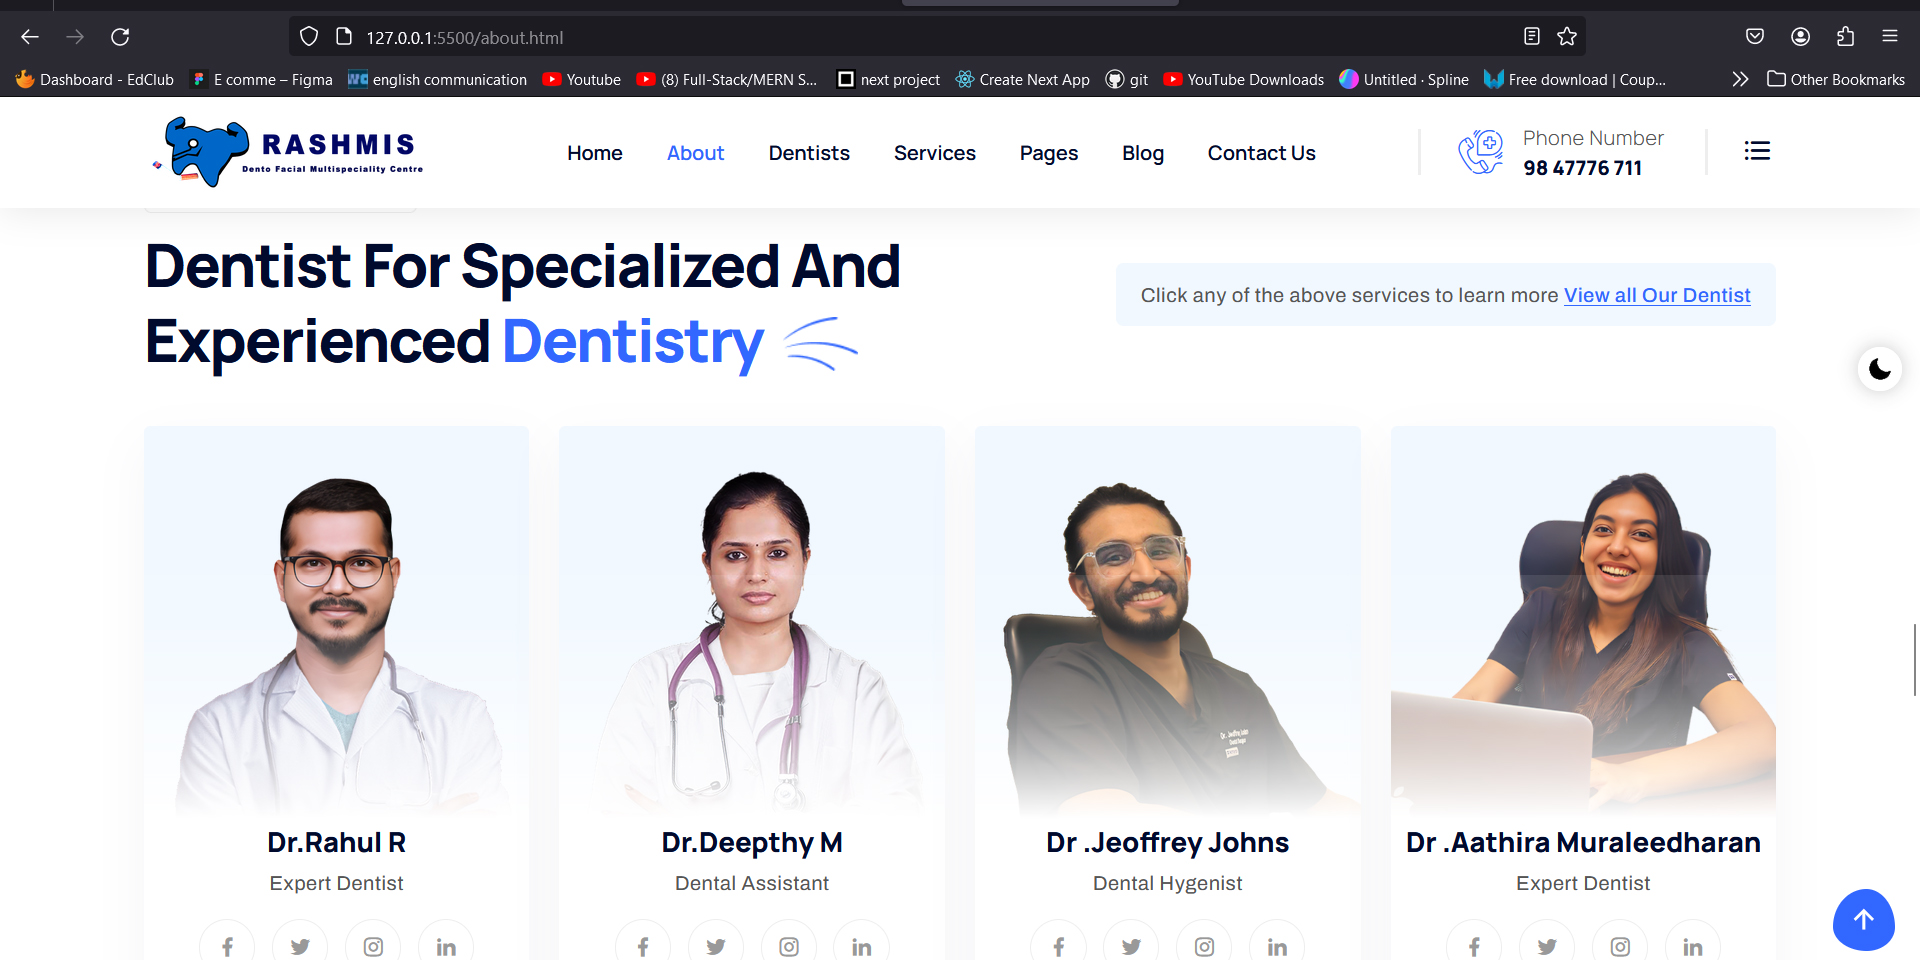 127.0.0.1:5500/about.html
Dashboard - EdClub
E comme – Figma
english communication
Youtube
(8) Full-Stack/MERN S...
next project
Create Next App
git
YouTube Downloads
Untitled · Spline
Free download | Coup...
Other Bookmarks
RASHMIS
Dento Facial Multispeciality Centre
Home
About
Dentists
Services
Pages
Blog
Contact Us
Phone Number
98 47776 711
Dentist For Specialized And
Experienced Dentistry
Click any of the above services to learn more View all Our Dentist
Dr.Rahul R
Expert Dentist
Dr.Deepthy M
Dental Assistant
Dr .Jeoffrey Johns
Dental Hygenist
Dr .Aathira Muraleedharan
Expert Dentist